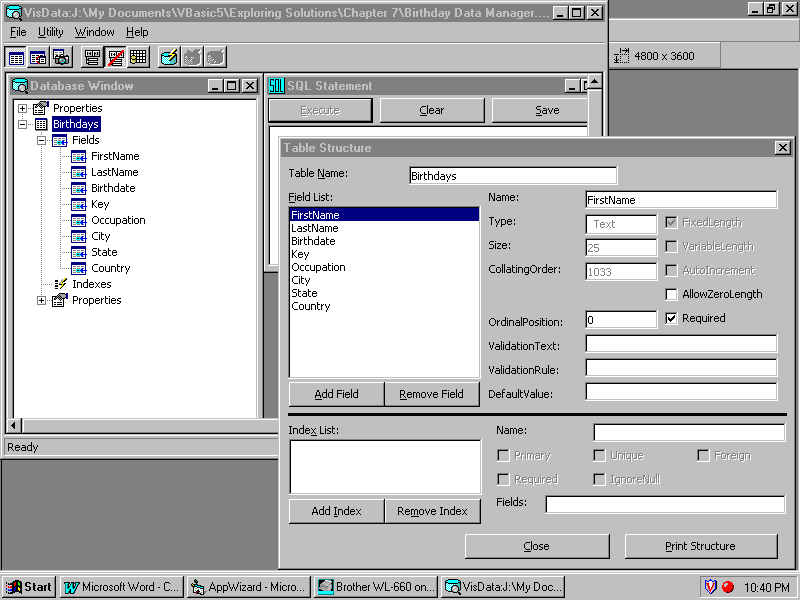 VisData:J:\My Documents\VBasic5\Exploring Solutions\Chapter 7\Birthday Data Manager....
File Utility Window Help
4800 x 3600
Database Window
Properties
Birthdays
Fields
FirstName
LastName
Birthdate
Key
Occupation
City
State
Country
Indexes
Properties
Ready
SQL SQL Statement
Execute Clear Save
Table Structure
Table Name: Birthdays
Field List:
FirstName
LastName
Birthdate
Key
Occupation
City
State
Country
Add Field Remove Field
Name: FirstName
Type: Text FixedLength
Size: 25 VariableLength
CollatingOrder: 1033 AutoIncrement
AllowZeroLength
OrdinalPosition: 0 Required
ValidationText:
ValidationRule:
DefaultValue:
Index List:
Add Index Remove Index
Name:
Primary Unique Foreign
Required IgnoreNull
Fields:
Close Print Structure
Start Microsoft Word - C... AppWizard - Micro... Brother WL-660 on... VisData:J:\My Doc... 10:40 PM